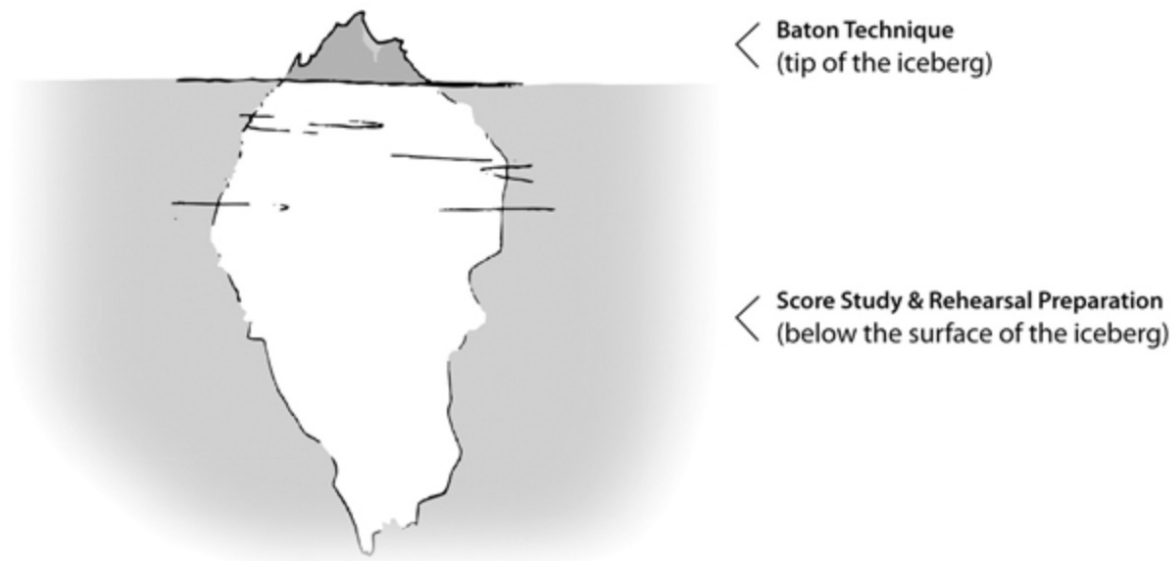 Baton Technique
(tip of the iceberg)
Score Study & Rehearsal Preparation
(below the surface of the iceberg)